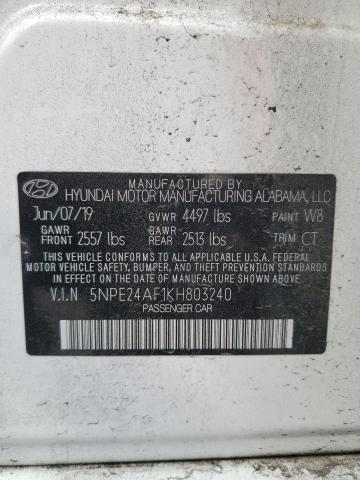 MANUFACTURED BY
HYUNDAI MOTOR MANUFACTURING ALABAMA, LLC
Jun/07/19 GVWR 4497 lbs PAINT W8
GAWR FRONT 2557 lbs GAWR REAR 2513 lbs TRIM CT
THIS VEHICLE CONFORMS TO ALL APPLICABLE U.S.A. FEDERAL
MOTOR VEHICLE SAFETY, BUMPER, AND THEFT PREVENTION STANDARDS
IN EFFECT ON THE DATE OF MANUFACTURE SHOWN ABOVE.
V.I.N 5NPE24AF1KH803240
PASSENGER CAR